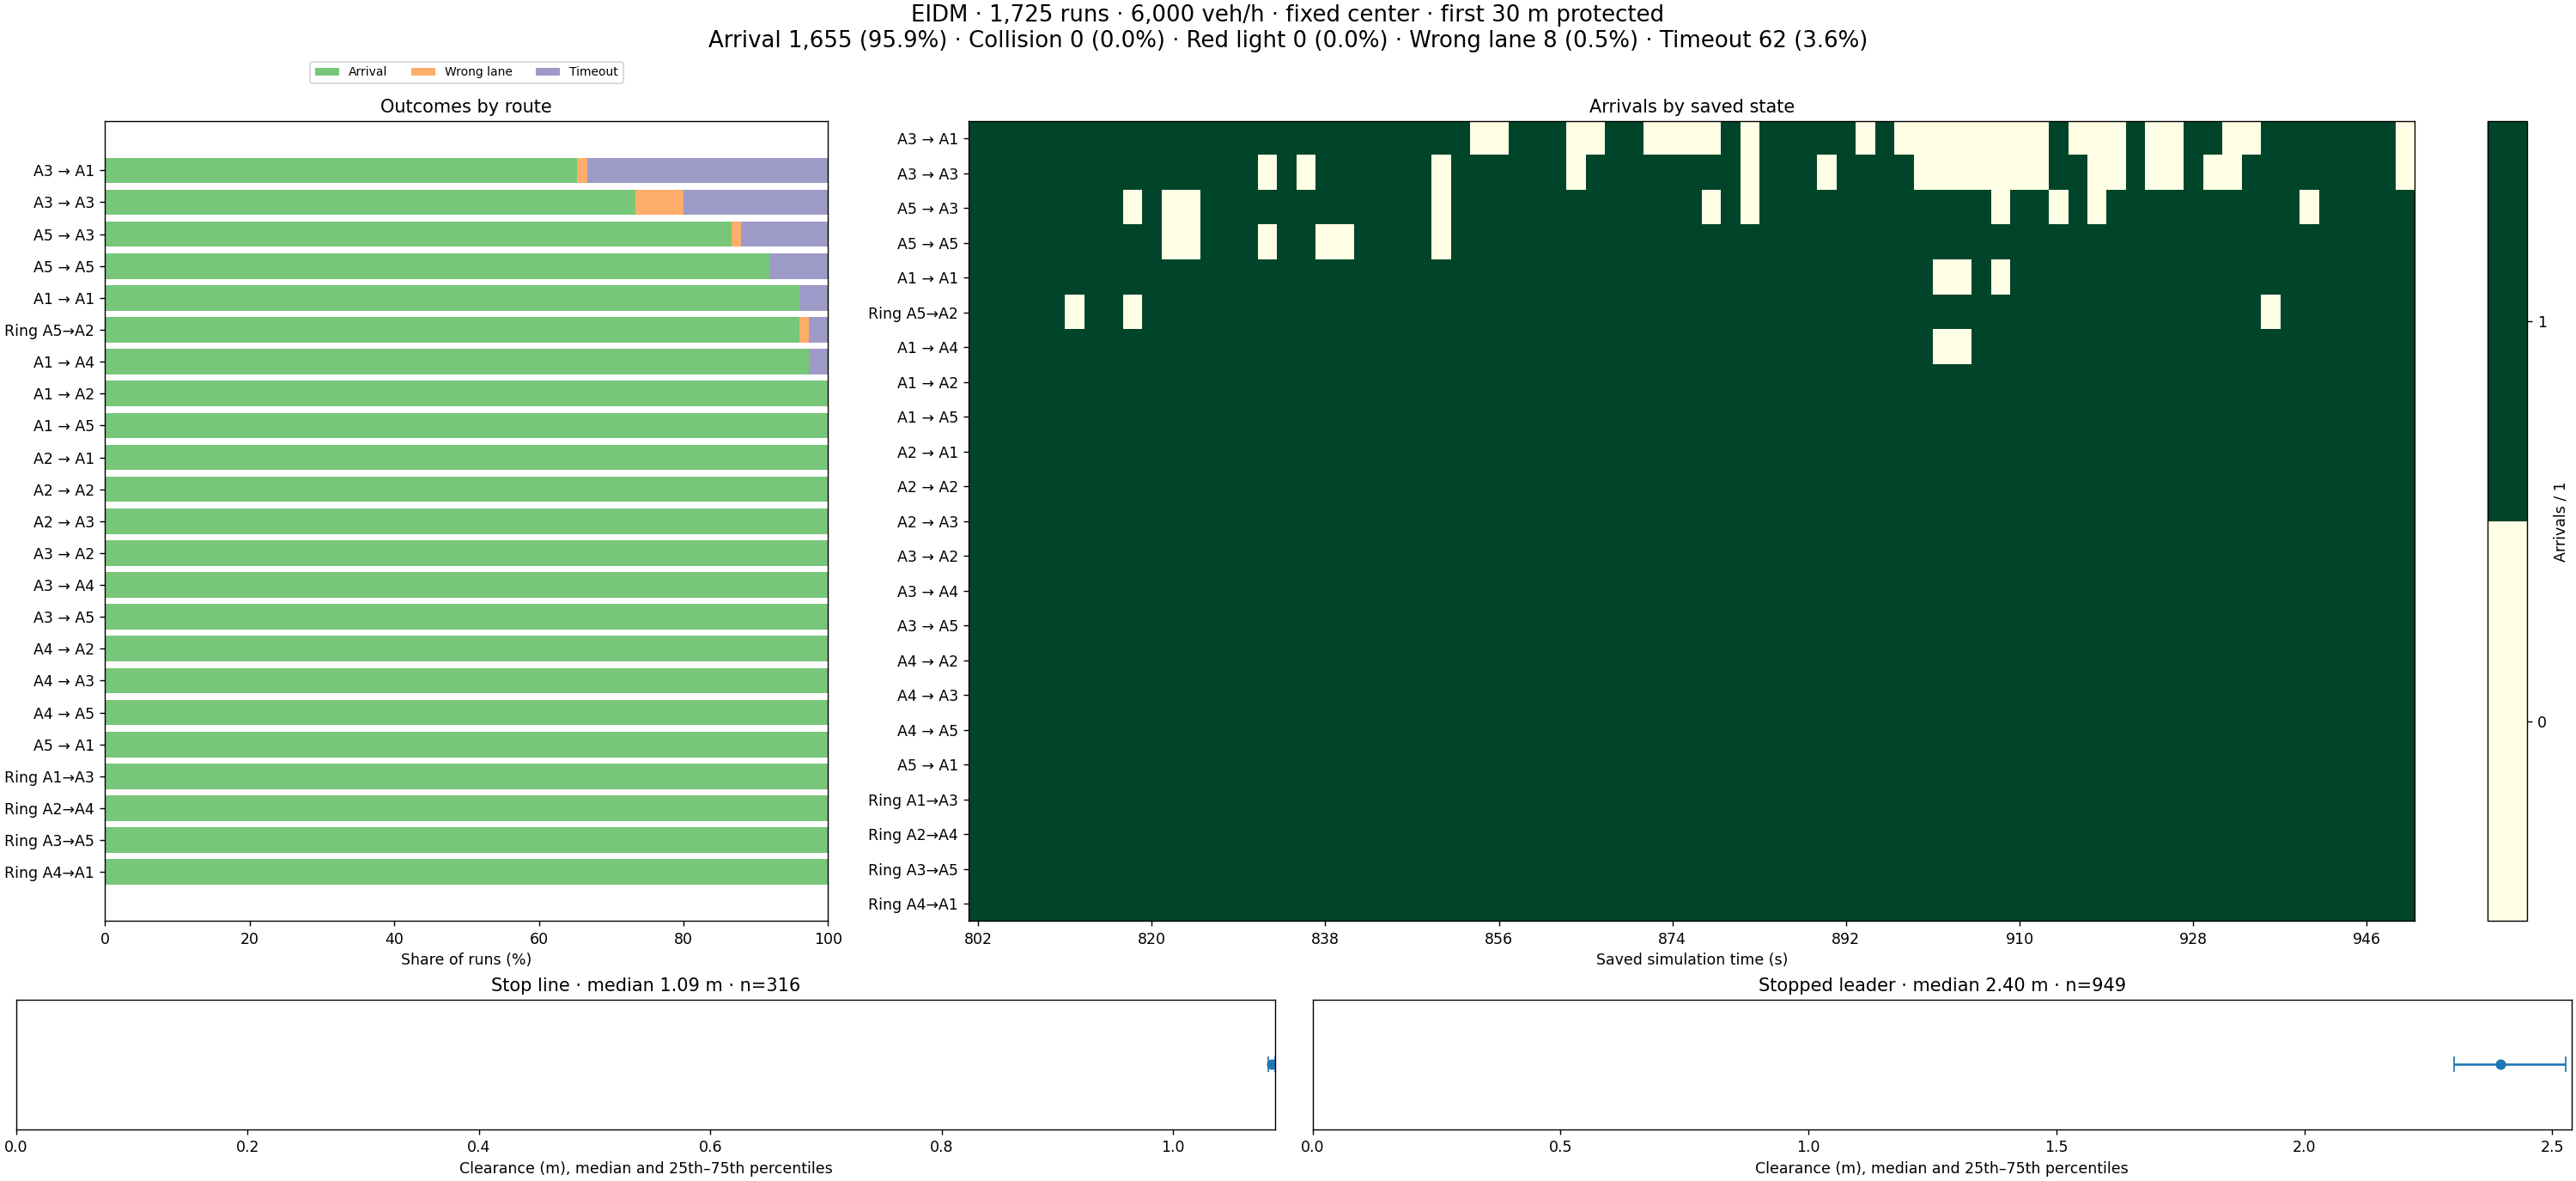 EIDM · 1,725 runs · 6,000 veh/h · fixed center · first 30 m protected
Arrival 1,655 (95.9%) · Collision 0 (0.0%) · Red light 0 (0.0%) · Wrong lane 8 (0.5%) · Timeout 62 (3.6%)
Arrival Wrong lane Timeout
Outcomes by route
A3 → A1
A3 → A3
A5 → A3
A5 → A5
A1 → A1
Ring A5→A2
A1 → A4
A1 → A2
A1 → A5
A2 → A1
A2 → A2
A2 → A3
A3 → A2
A3 → A4
A3 → A5
A4 → A2
A4 → A3
A4 → A5
A5 → A1
Ring A1→A3
Ring A2→A4
Ring A3→A5
Ring A4→A1
0 20 40 60 80 100
Share of runs (%)
Arrivals by saved state
A3 → A1
A3 → A3
A5 → A3
A5 → A5
A1 → A1
Ring A5→A2
A1 → A4
A1 → A2
A1 → A5
A2 → A1
A2 → A2
A2 → A3
A3 → A2
A3 → A4
A3 → A5
A4 → A2
A4 → A3
A4 → A5
A5 → A1
Ring A1→A3
Ring A2→A4
Ring A3→A5
Ring A4→A1
802 820 838 856 874 892 910 928 946
Saved simulation time (s)
1
0
Arrivals / 1
Stop line · median 1.09 m · n=316
0.0 0.2 0.4 0.6 0.8 1.0
Clearance (m), median and 25th–75th percentiles
Stopped leader · median 2.40 m · n=949
0.0 0.5 1.0 1.5 2.0 2.5
Clearance (m), median and 25th–75th percentiles